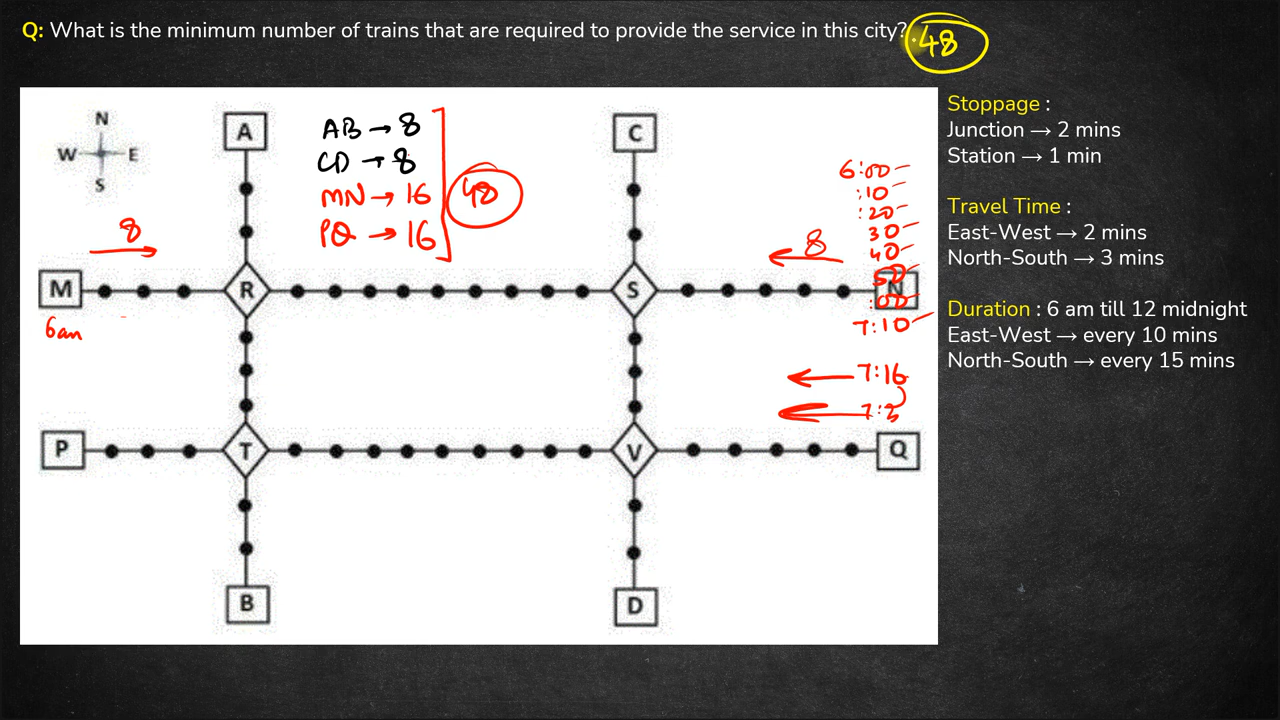 Q: What is the minimum number of trains that are required to provide the service in this city?
48
Stoppage :
Junction → 2 mins
Station → 1 min
Travel Time :
East-West → 2 mins
North-South → 3 mins
Duration : 6 am till 12 midnight
East-West → every 10 mins
North-South → every 15 mins
N
W E
S
A
C
AB → 8
CD → 8
MN → 16
PQ → 16
48
8
8
6:00
:10
:20
30
40
50
:00
7:10
M R S N
6am
7:16
P T V Q
B
D